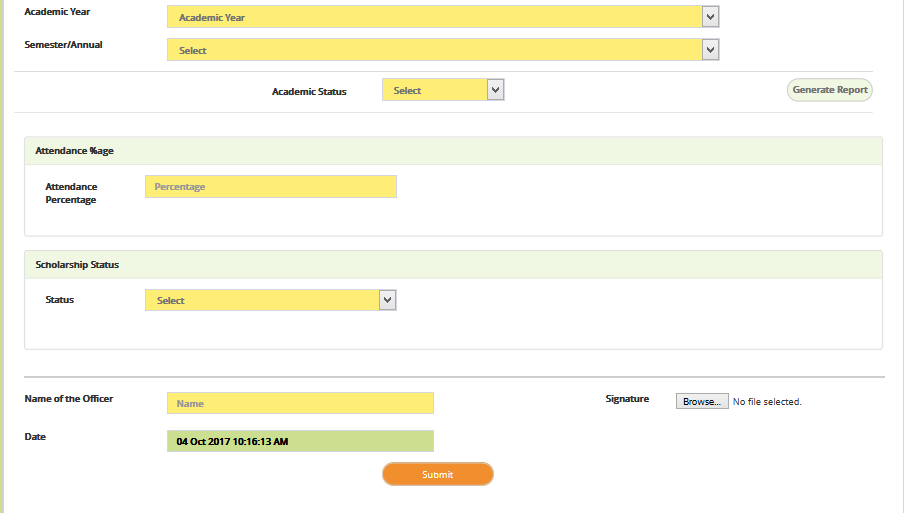 Academic Year
Academic Year
Semester/Annual
Select
Academic Status
Select
Generate Report
Attendance %age
Attendance
Percentage
Percentage
Scholarship Status
Status
Select
Name of the Officer
Name
Signature
Browse...
No file selected.
Date
04 Oct 2017 10:16:13 AM
Submit